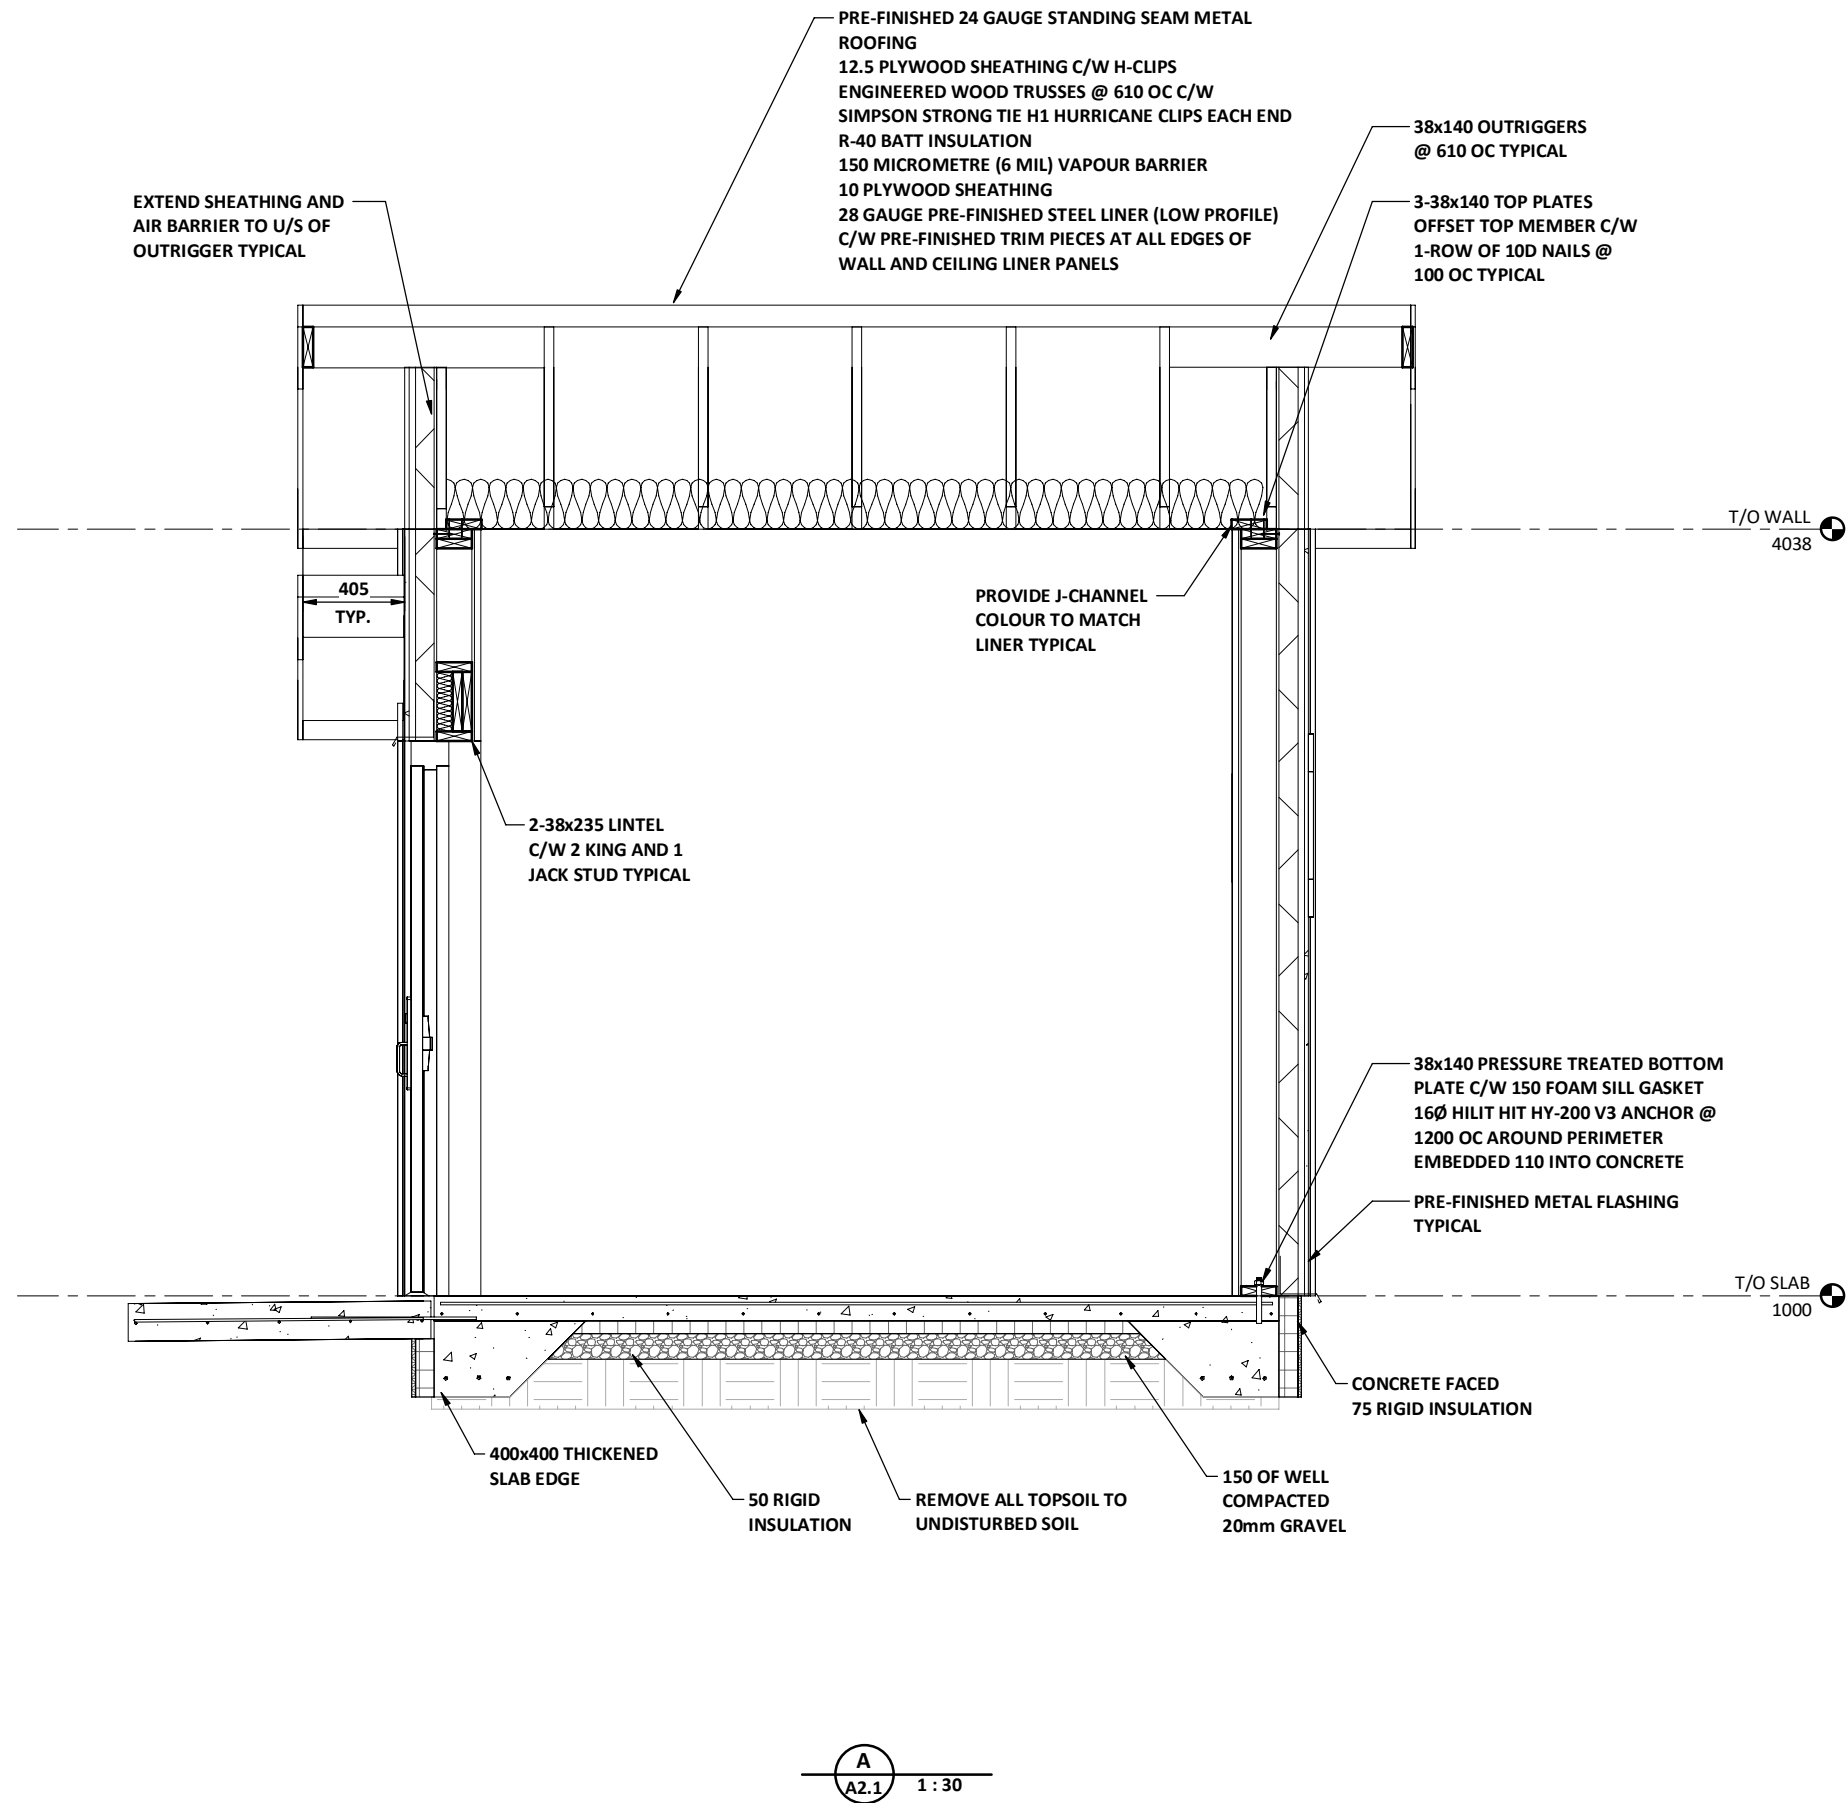 PRE-FINISHED 24 GAUGE STANDING SEAM METAL
ROOFING
12.5 PLYWOOD SHEATHING C/W H-CLIPS
ENGINEERED WOOD TRUSSES @ 610 OC C/W
SIMPSON STRONG TIE H1 HURRICANE CLIPS EACH END
R-40 BATT INSULATION
150 MICROMETRE (6 MIL) VAPOUR BARRIER
10 PLYWOOD SHEATHING
28 GAUGE PRE-FINISHED STEEL LINER (LOW PROFILE)
C/W PRE-FINISHED TRIM PIECES AT ALL EDGES OF
WALL AND CEILING LINER PANELS
38x140 OUTRIGGERS
@ 610 OC TYPICAL
EXTEND SHEATHING AND
AIR BARRIER TO U/S OF
OUTRIGGER TYPICAL
3-38x140 TOP PLATES
OFFSET TOP MEMBER C/W
1-ROW OF 10D NAILS @
100 OC TYPICAL
T/O WALL
4038
405
TYP.
PROVIDE J-CHANNEL
COLOUR TO MATCH
LINER TYPICAL
2-38x235 LINTEL
C/W 2 KING AND 1
JACK STUD TYPICAL
38x140 PRESSURE TREATED BOTTOM
PLATE C/W 150 FOAM SILL GASKET
16Ø HILIT HIT HY-200 V3 ANCHOR @
1200 OC AROUND PERIMETER
EMBEDDED 110 INTO CONCRETE
PRE-FINISHED METAL FLASHING
TYPICAL
T/O SLAB
1000
CONCRETE FACED
75 RIGID INSULATION
400x400 THICKENED
SLAB EDGE
50 RIGID
INSULATION
REMOVE ALL TOPSOIL TO
UNDISTURBED SOIL
150 OF WELL
COMPACTED
20mm GRAVEL
A
A2.1
1 : 30